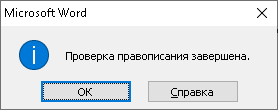 Microsoft Word
Проверка правописания завершена.
ОК
Справка